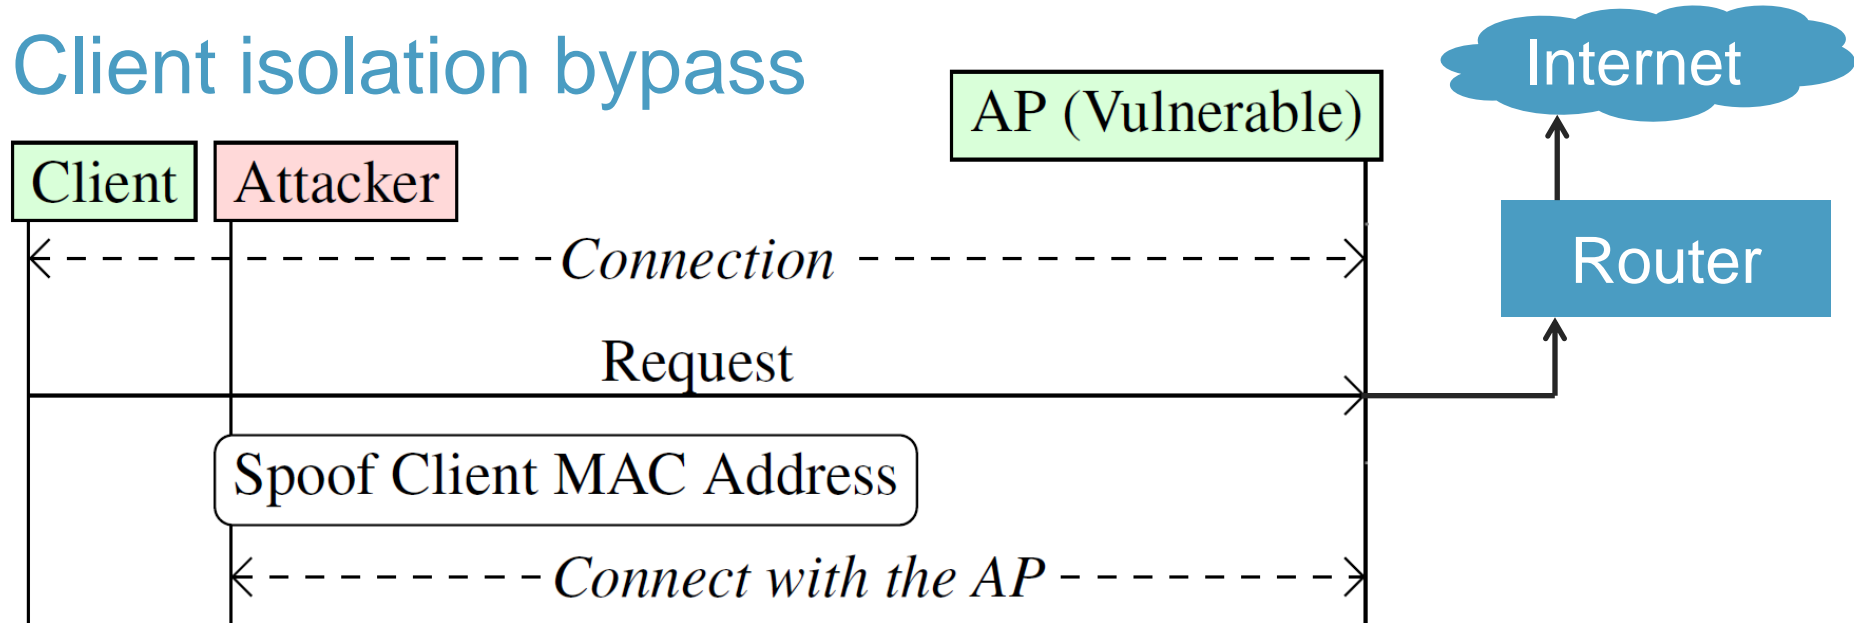 Client isolation bypass
Internet
AP (Vulnerable)
Client
Attacker
Router
Connection
Request
Spoof Client MAC Address
Connect with the AP